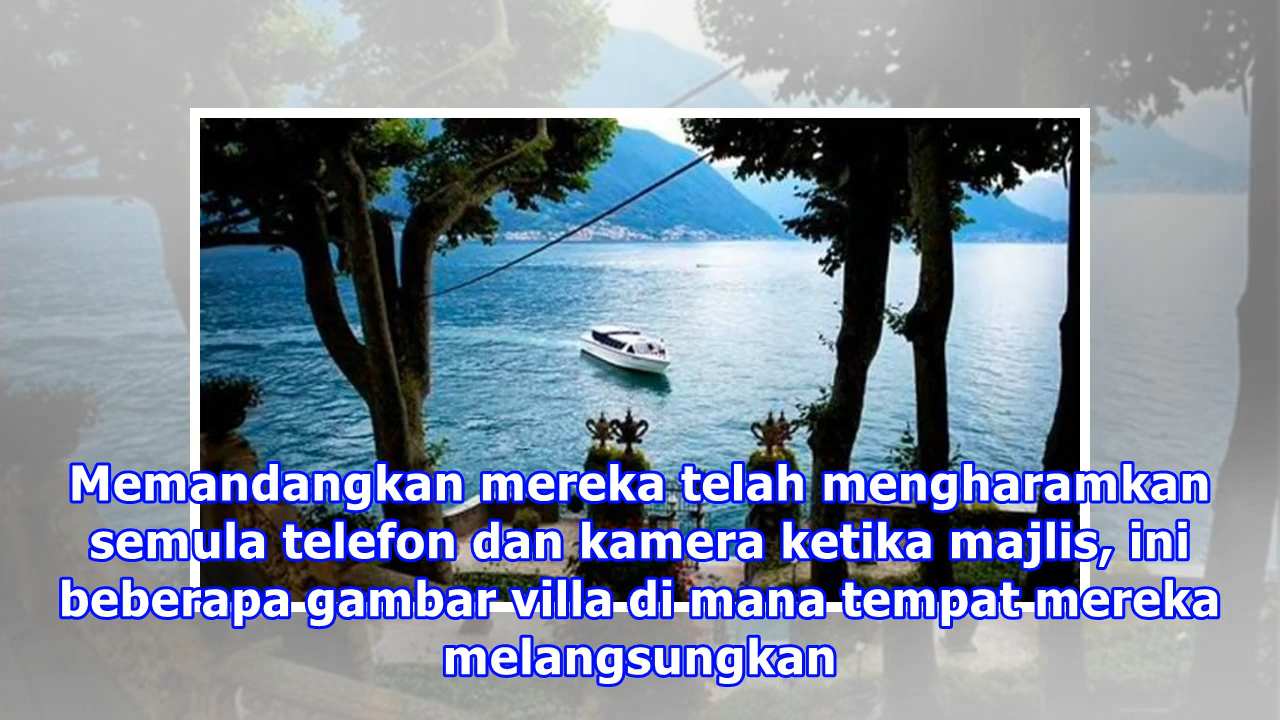 Memandangkan mereka telah mengharamkan
semula telefon dan kamera ketika majlis, ini
beberapa gambar villa di mana tempat mereka
melangsungkan